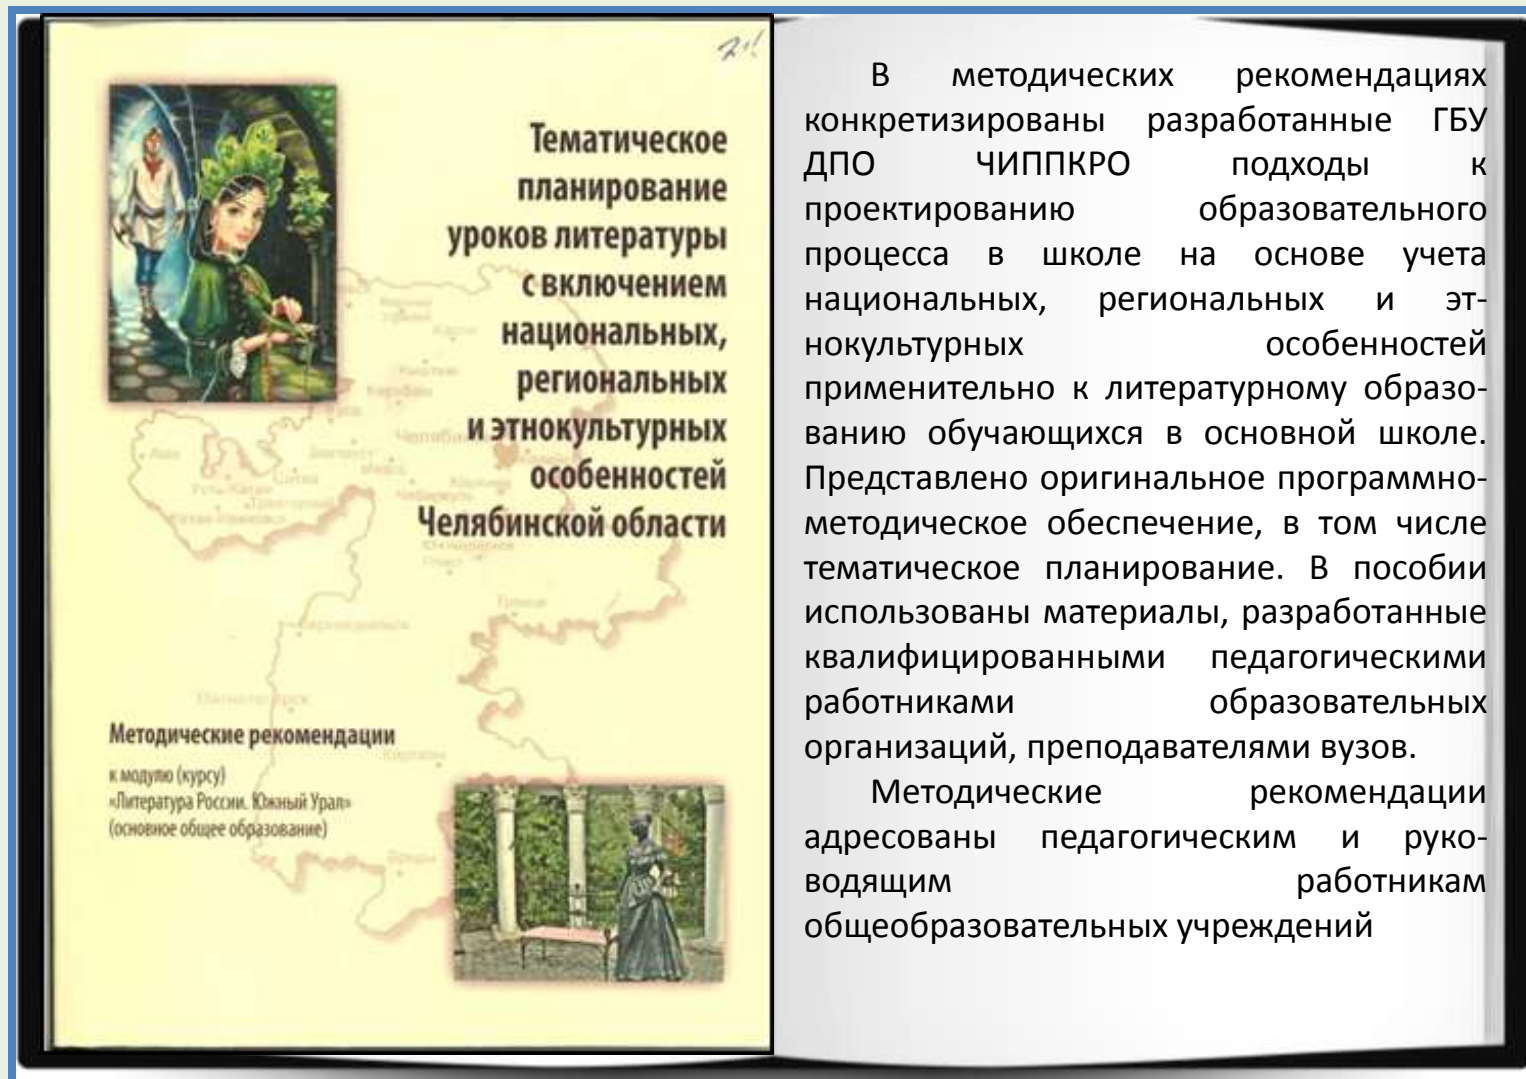 Тематическое
планирование
уроков литературы
с включением
национальных,
региональных
и этнокультурных
особенностей
Челябинской области
Методические рекомендации
к модулю (курсу)
«Литература России. Южный Урал»
(основное общее образование)
В методических рекомендациях
конкретизированы разработанные ГБУ
ДПО ЧИППКРО подходы к
проектированию образовательного
процесса в школе на основе учета
национальных, региональных и эт-
нокультурных особенностей
применительно к литературному образо-
ванию обучающихся в основной школе.
Представлено оригинальное программно-
методическое обеспечение, в том числе
тематическое планирование. В пособии
использованы материалы, разработанные
квалифицированными педагогическими
работниками образовательных
организаций, преподавателями вузов.
Методические рекомендации
адресованы педагогическим и руко-
водящим работникам
общеобразовательных учреждений